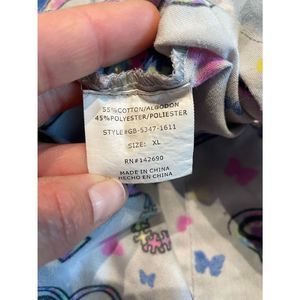 55%COTTON/ALGODON
45%POLYESTER/POLIESTER
STYLE#GB-5347-1611
SIZE: XL
RN#142690
MADE IN CHINA
HECHO EN CHINA